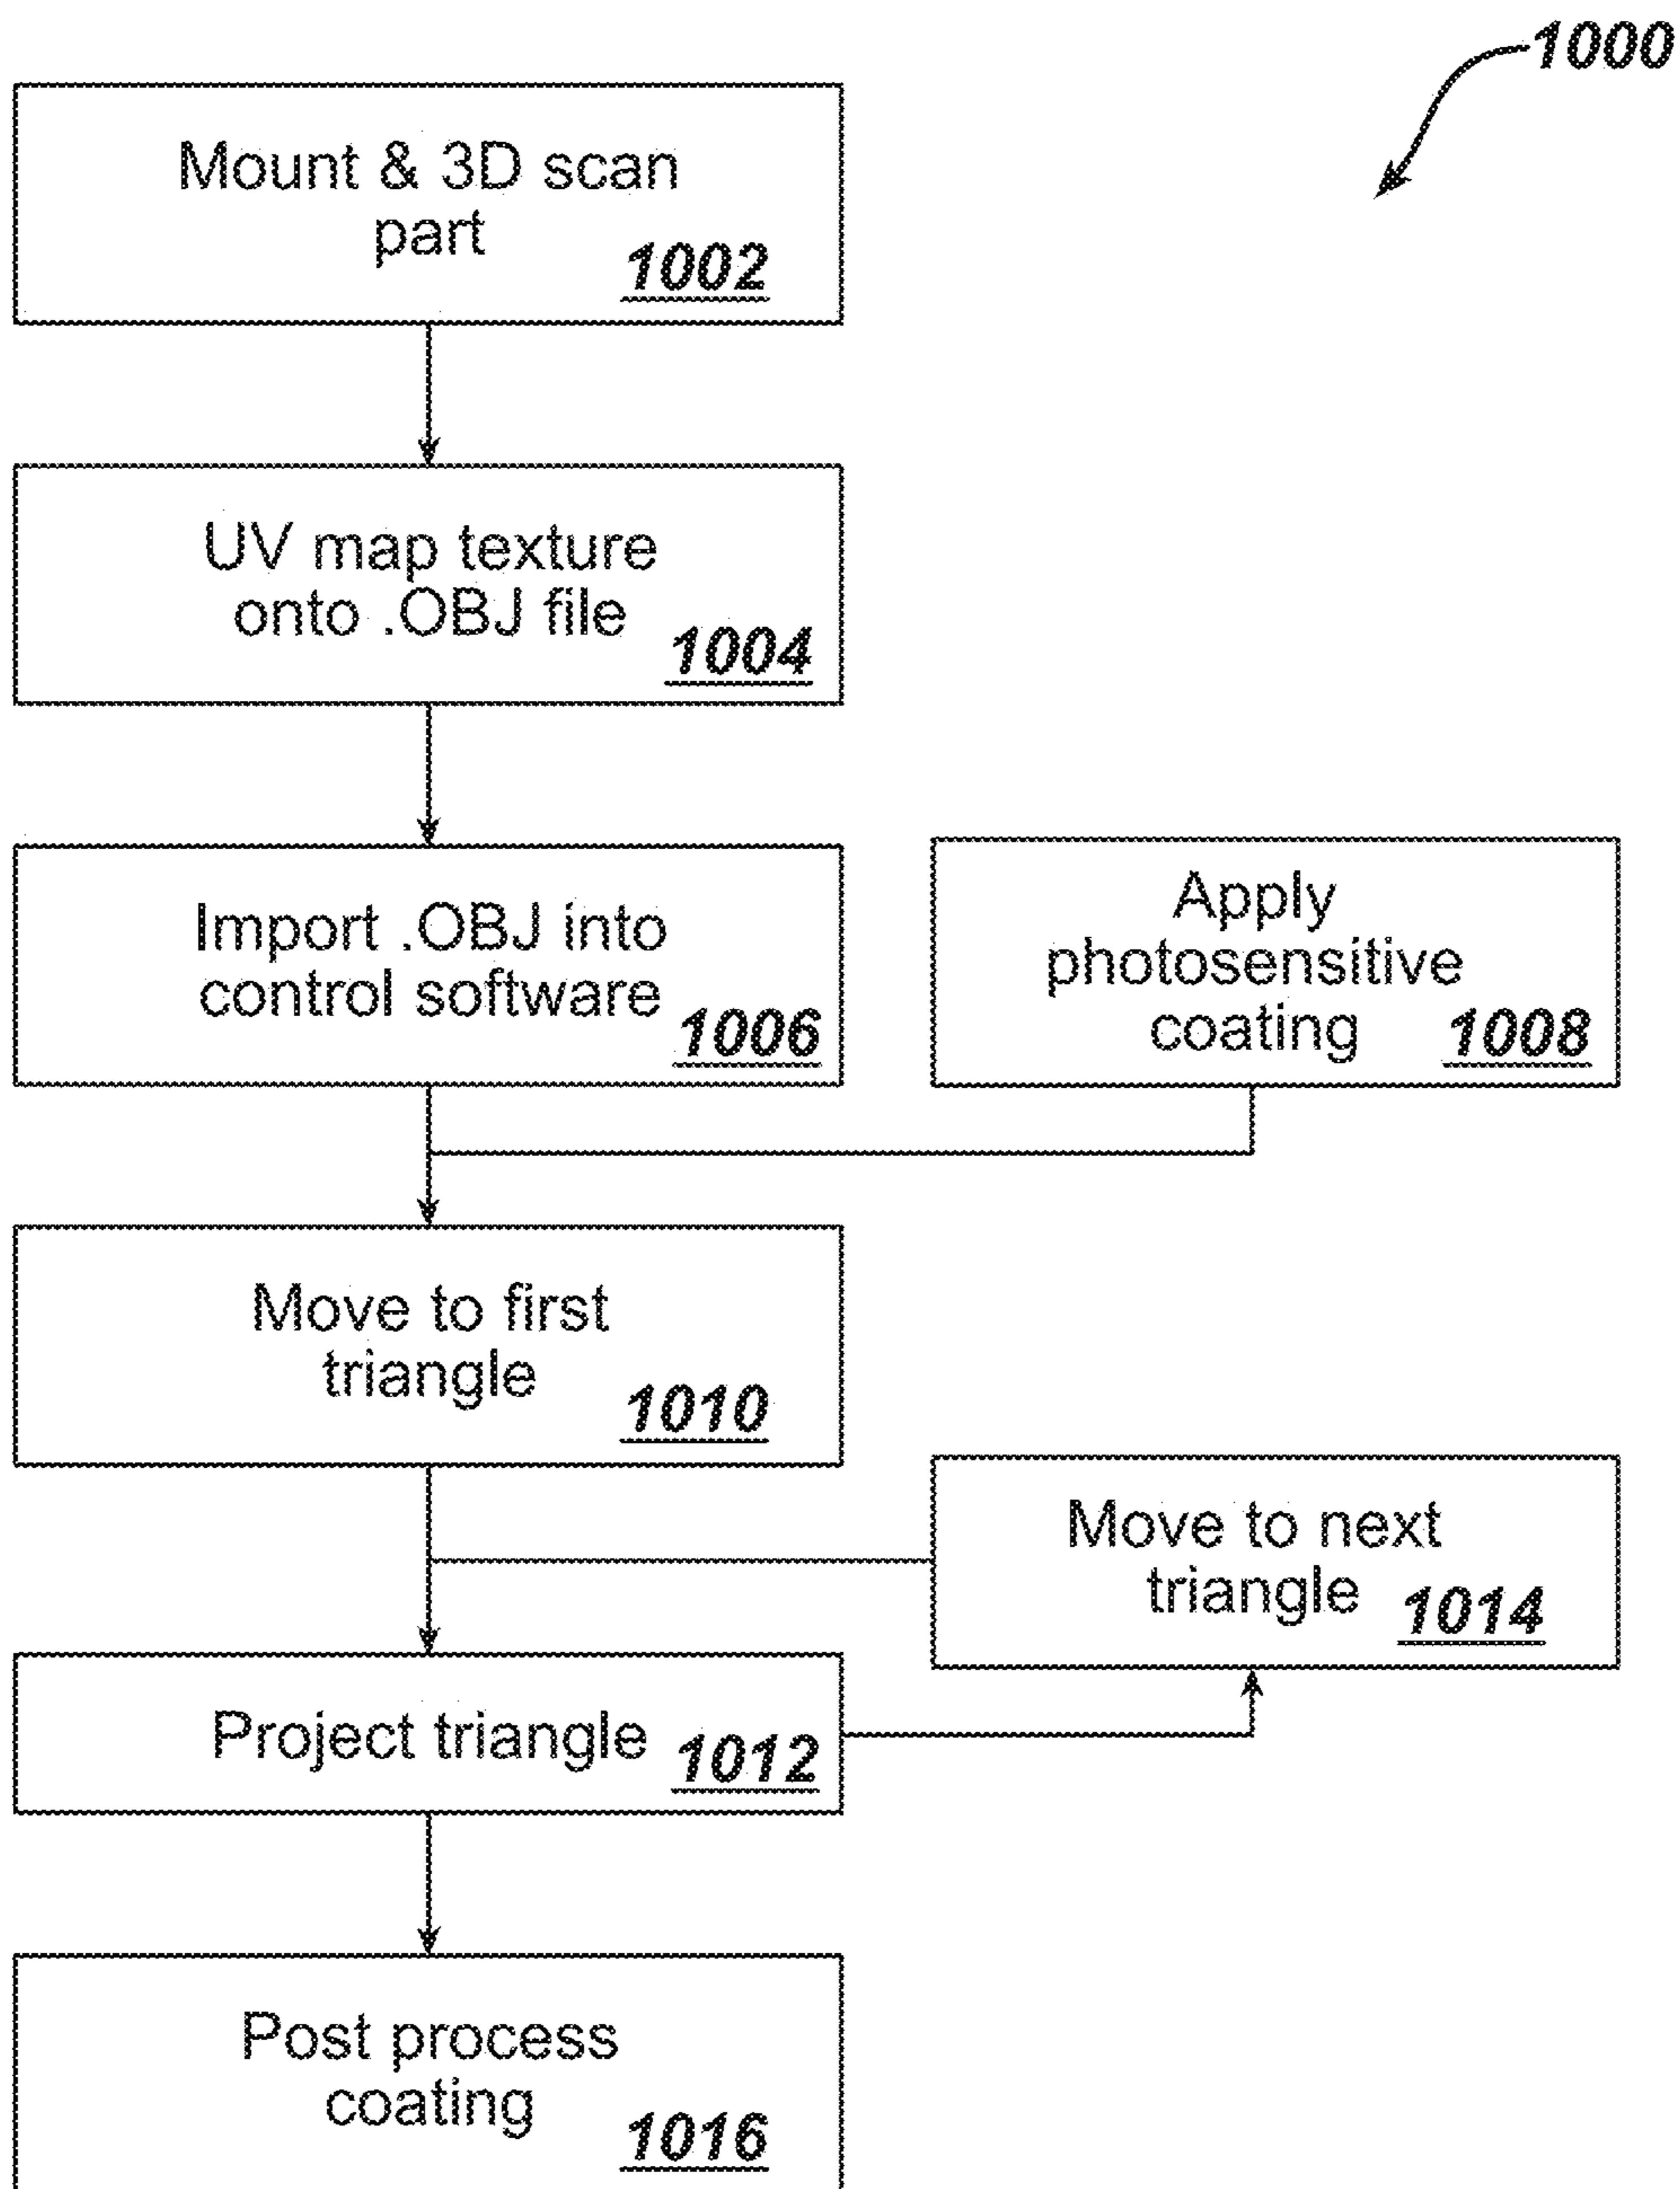 1000
Mount & 3D scan
part
1002
UV map texture
onto .OBJ file
1004
Import .OBJ into
control software
1006
Apply
photosensitive
coating
1008
Move to first
triangle
1010
Move to next
triangle
1014
Project triangle
1012
Post process
coating
1016